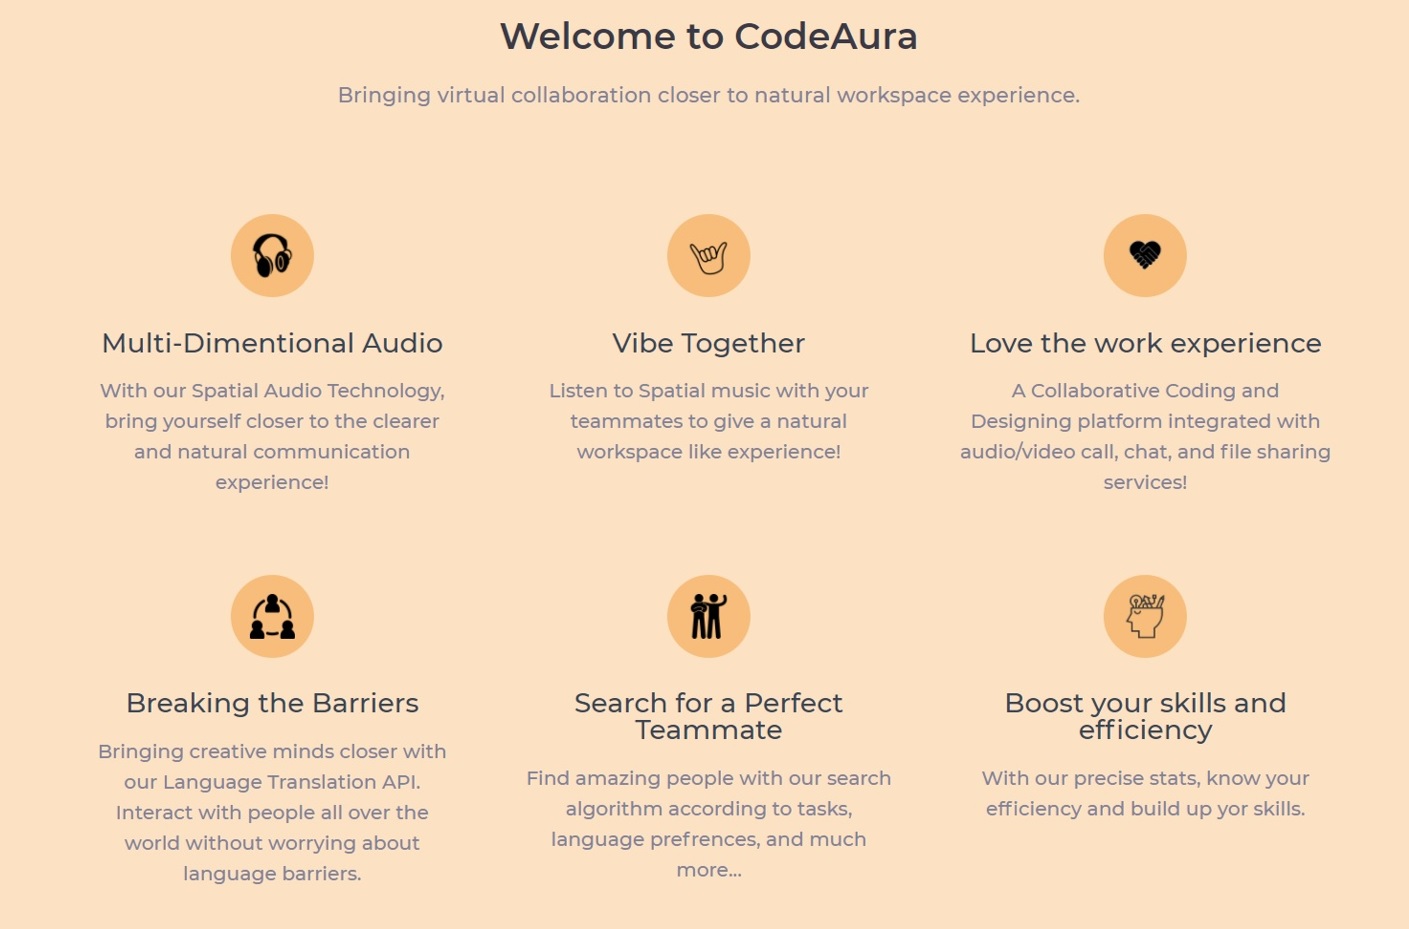 Welcome to CodeAura
Bringing virtual collaboration closer to natural workspace experience.
Multi-Dimentional Audio
With our Spatial Audio Technology,
bring yourself closer to the clearer
and natural communication
experience!
Vibe Together
Listen to Spatial music with your
teammates to give a natural
workspace like experience!
Love the work experience
A Collaborative Coding and
Designing platform integrated with
audio/video call, chat, and file sharing
services!
Breaking the Barriers
Bringing creative minds closer with
our Language Translation API.
Interact with people all over the
world without worrying about
language barriers.
Search for a Perfect
Teammate
Find amazing people with our search
algorithm according to tasks,
language prefrences, and much
more...
Boost your skills and
efficiency
With our precise stats, know your
efficiency and build up yor skills.